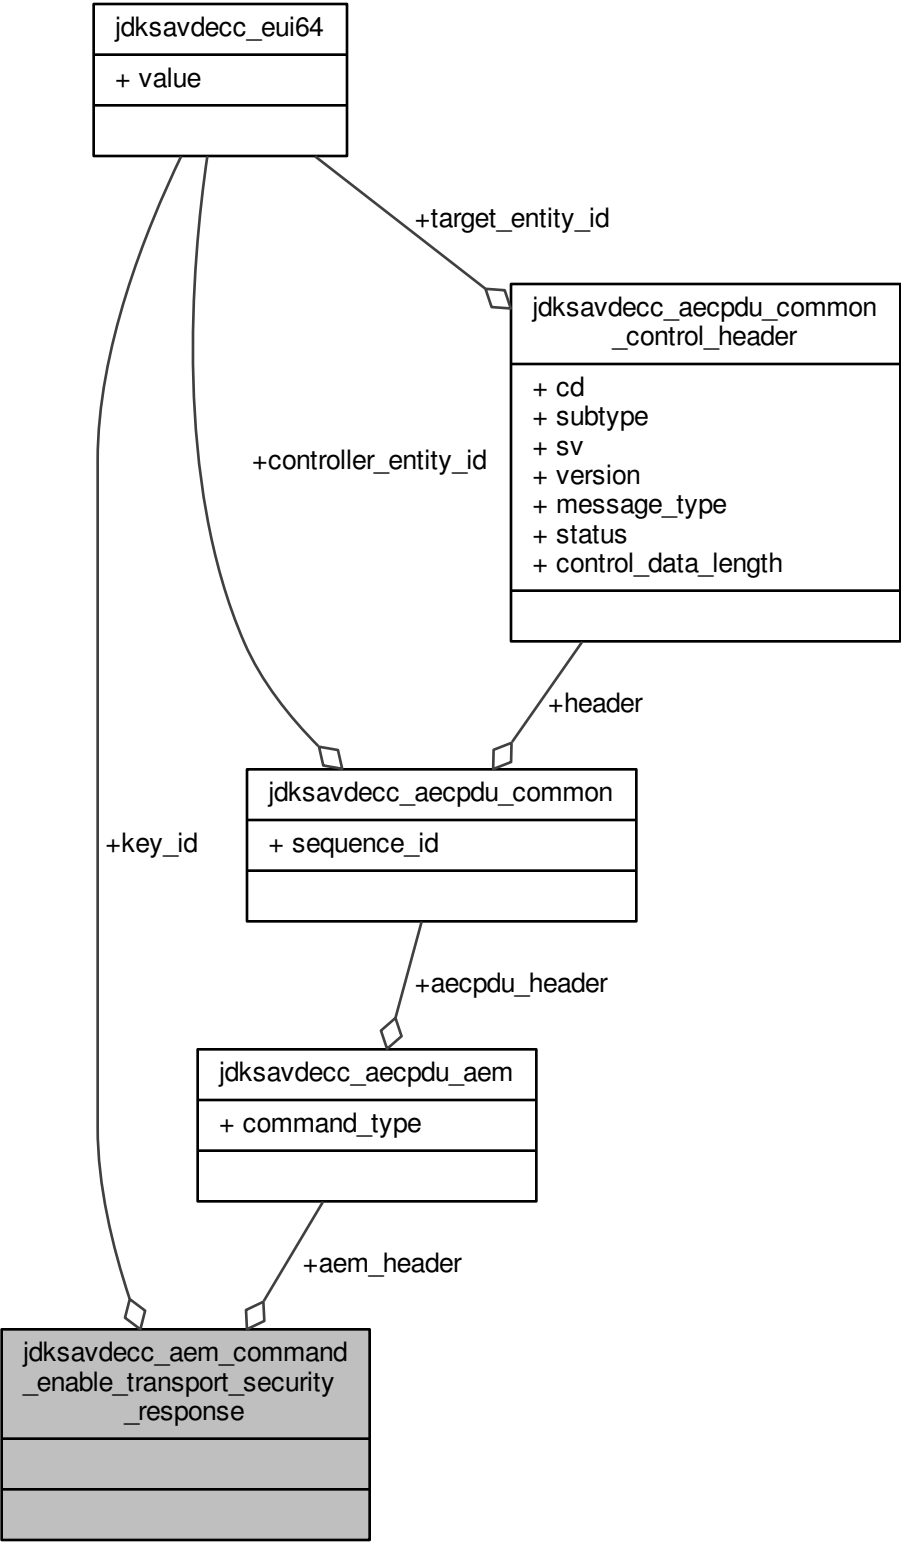 jdksavdecc_eui64
+ value
+target_entity_id
jdksavdecc_aecpdu_common
_control_header
+ cd
+ subtype
+ sv
+ version
+ message_type
+ status
+ control_data_length
+controller_entity_id
+header
jdksavdecc_aecpdu_common
+ sequence_id
+key_id
+aecpdu_header
jdksavdecc_aecpdu_aem
+ command_type
+aem_header
jdksavdecc_aem_command
_enable_transport_security
_response